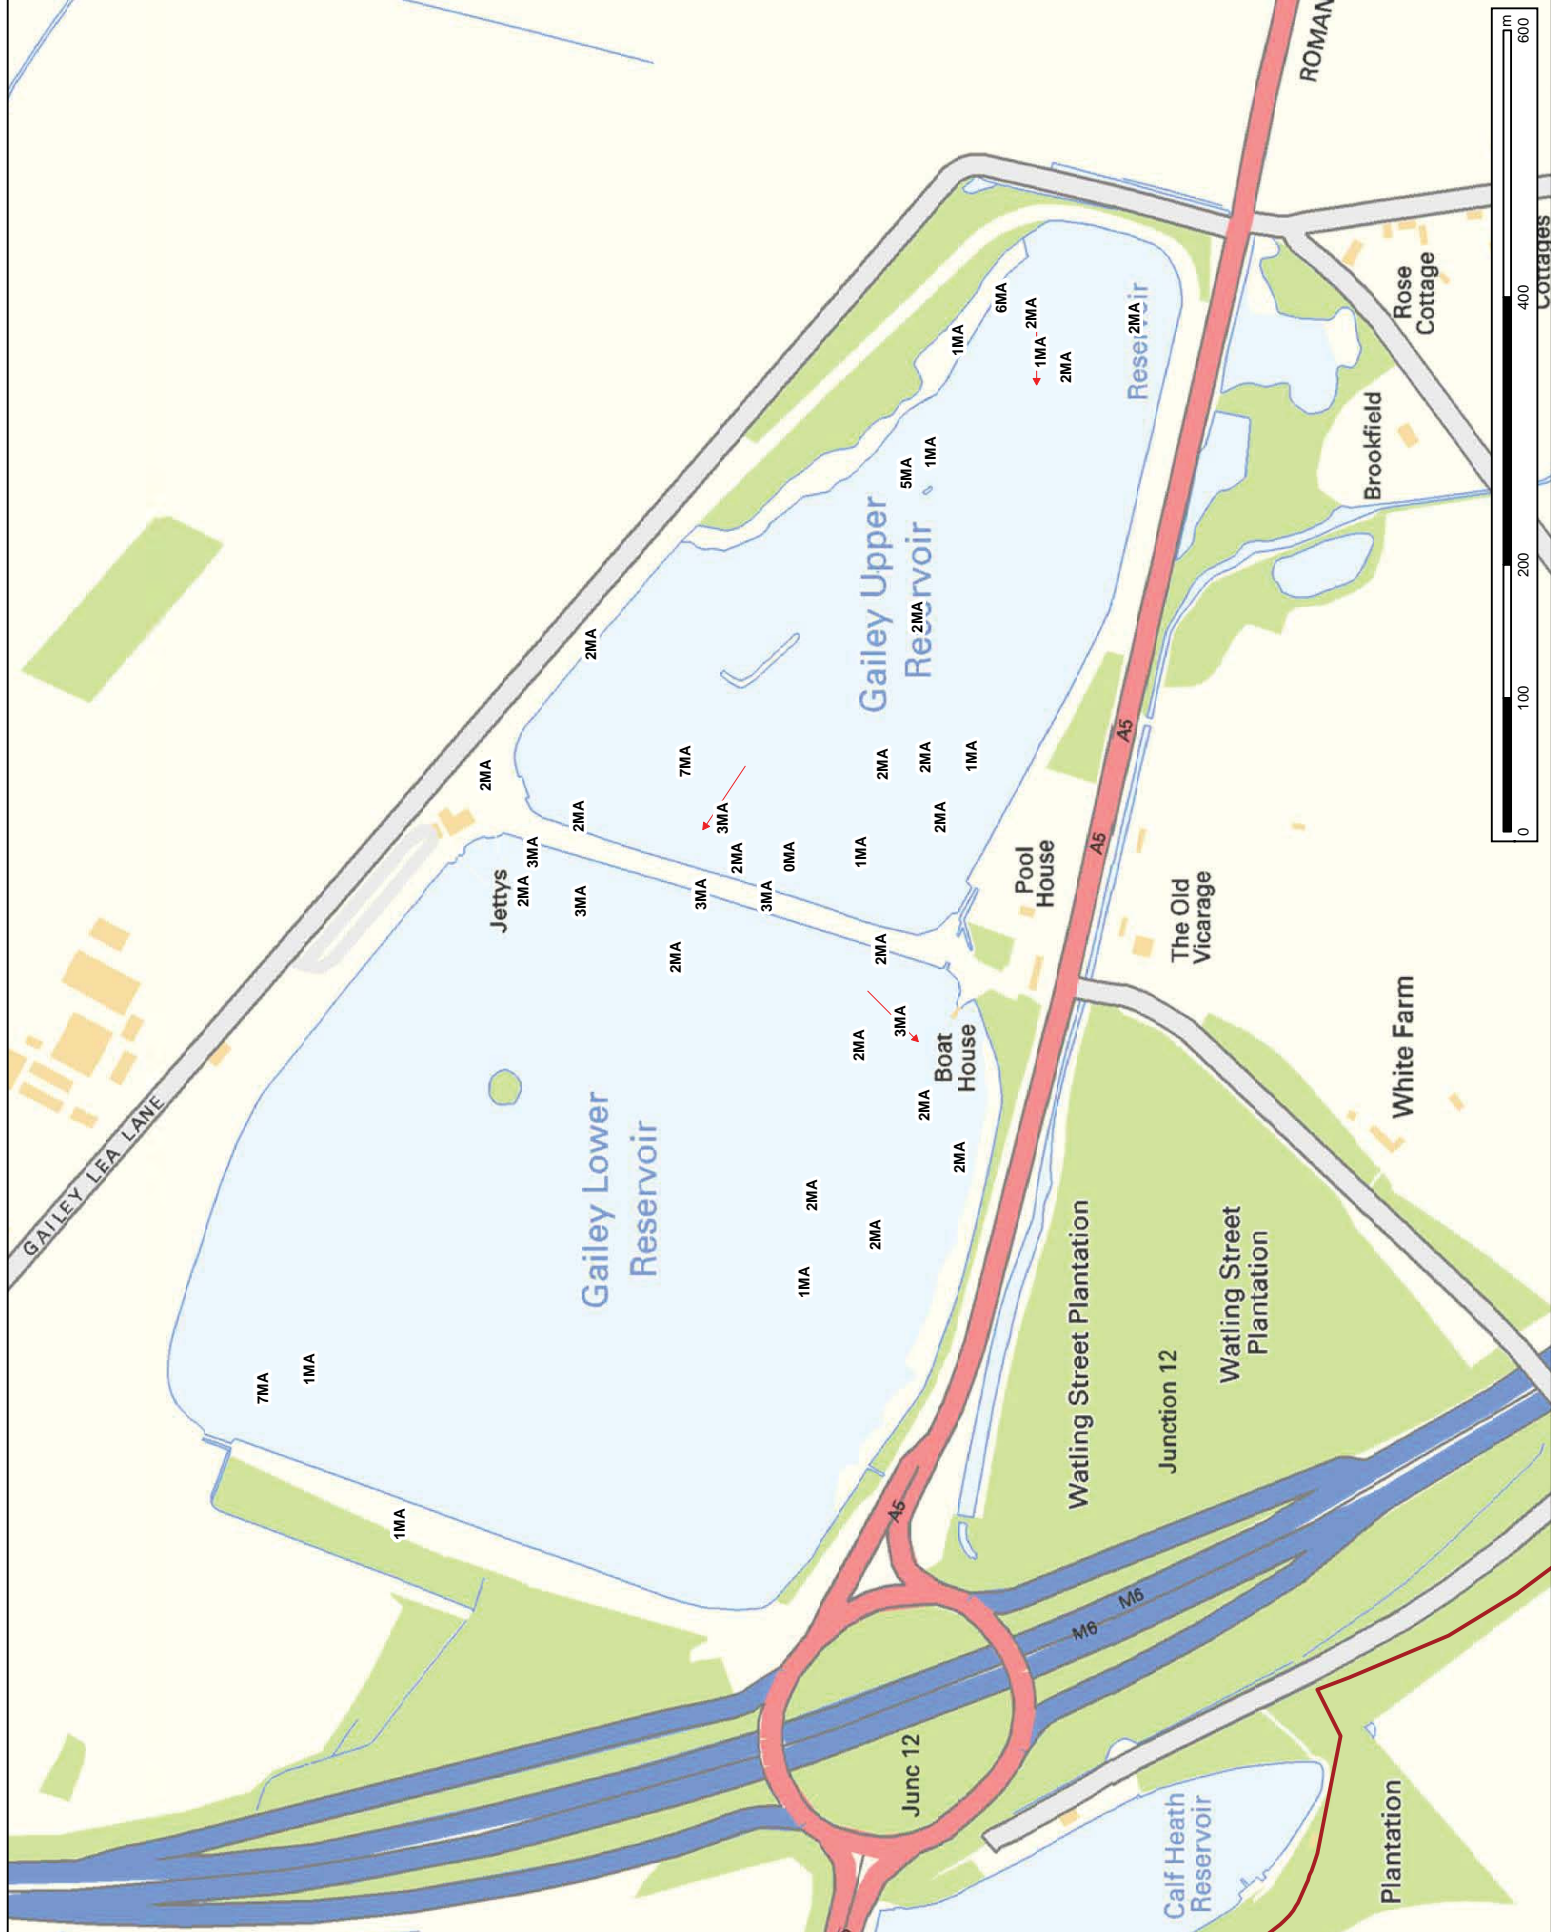 GAILEY LEA LANE
7MA
1MA
1MA
2MA
Jettys
2MA
3MA
3MA
2MA
2MA
Gailey Lower
Reservoir
2MA
7MA
3MA
3MA
2MA
3MA
0MA
1MA
2MA
2MA
1MA
Gailey Upper
Reservoir
2MA
2MA
2MA
A5
3MA
5MA
Junc 12
2MA
2MA
2MA
1MA
2MA
Boat
House
1MA
2MA
1MA
6MA
Pool
House
2MA
1MA
2MA
Watling Street Plantation
M6
A5
A5
M6
2MA
Reservoir
Junction 12
Calf Heath
Reservoir
The Old
Vicarage
Watling Street
Plantation
ROMAN
Brookfield
Plantation
White Farm
Rose
Cottage
m
0 100 200 400 600
Cottages